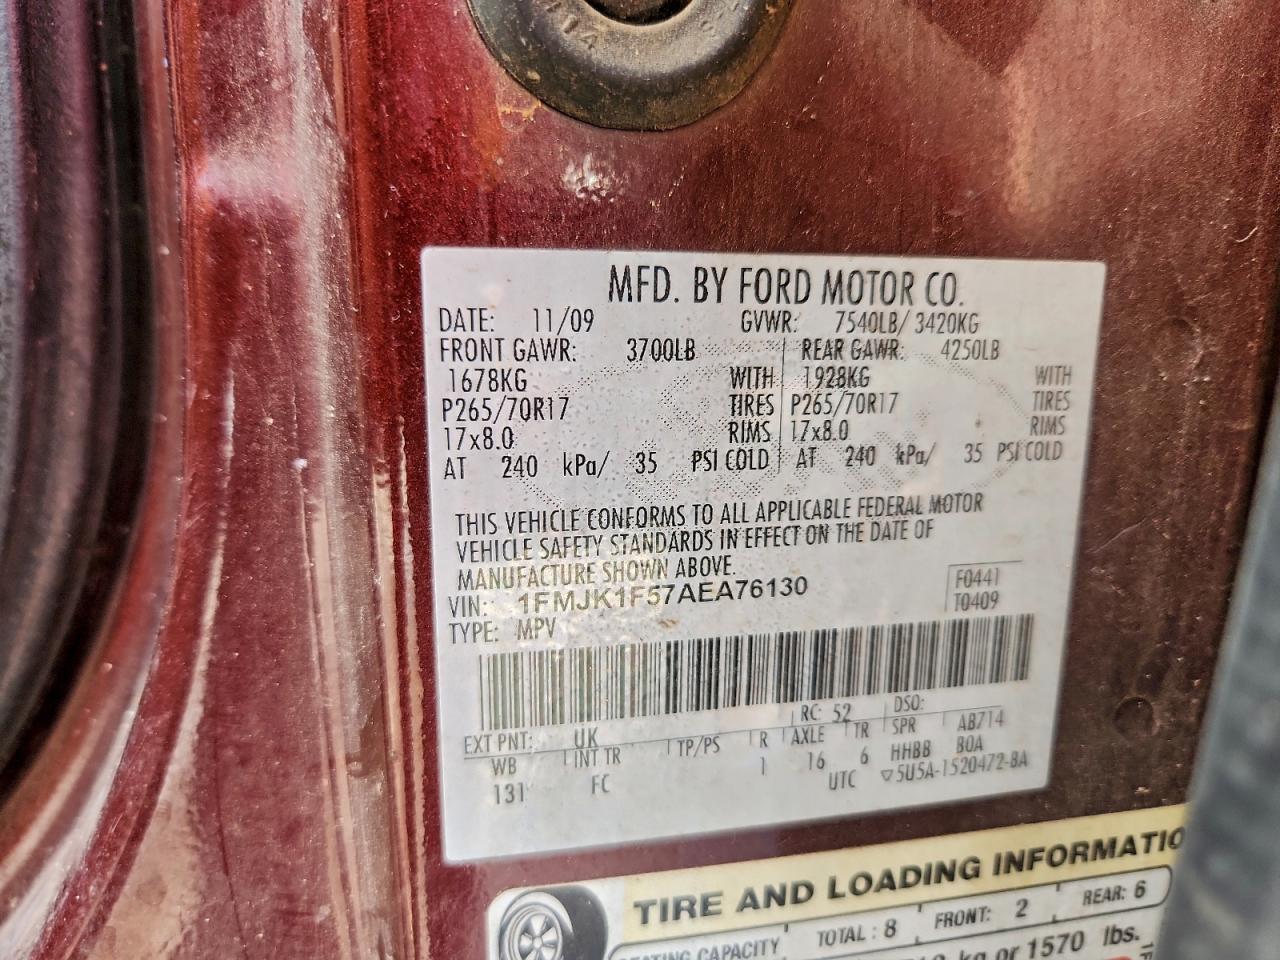 MFD. BY FORD MOTOR CO.
DATE: 11/09 GVWR: 7540LB/ 3420KG
FRONT GAWR: 3700LB REAR GAWR: 4250LB
1678KG WITH 1928KG WITH
P265/70R17 TIRES P265/70R17 TIRES
17x8.0 RIMS 17x8.0 RIMS
AT 240 kPa/ 35 PSI COLD AT 240 kPa/ 35 PSI COLD
THIS VEHICLE CONFORMS TO ALL APPLICABLE FEDERAL MOTOR
VEHICLE SAFETY STANDARDS IN EFFECT ON THE DATE OF
MANUFACTURE SHOWN ABOVE.
VIN: 1FMJK1F57AEA76130 F0441
TYPE: MPV T0409
EXT PNT: UK RC: 52 DSO:
WB INT TR TP/PS R AXLE TR SPR AB714
131 FC 1 16 6 HHBB BOA
UTC ▽5U5A-1520472-BA
TIRE AND LOADING INFORMATIO
SEATING CAPACITY TOTAL : 8 FRONT: 2 REAR: 6
kg or 1570 lbs.